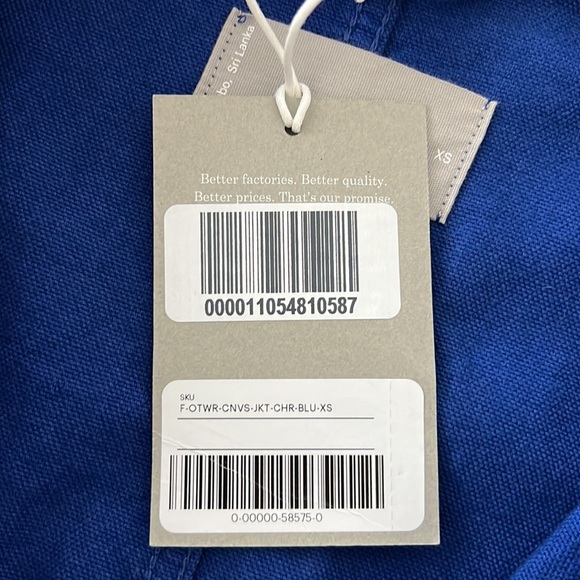 bo, Sri Lanka
XS
Better factories. Better quality.
Better prices. That's our promise.
000011054810587
SKU
F-OTWR-CNVS-JKT-CHR-BLU-XS
0-00000-58575-0